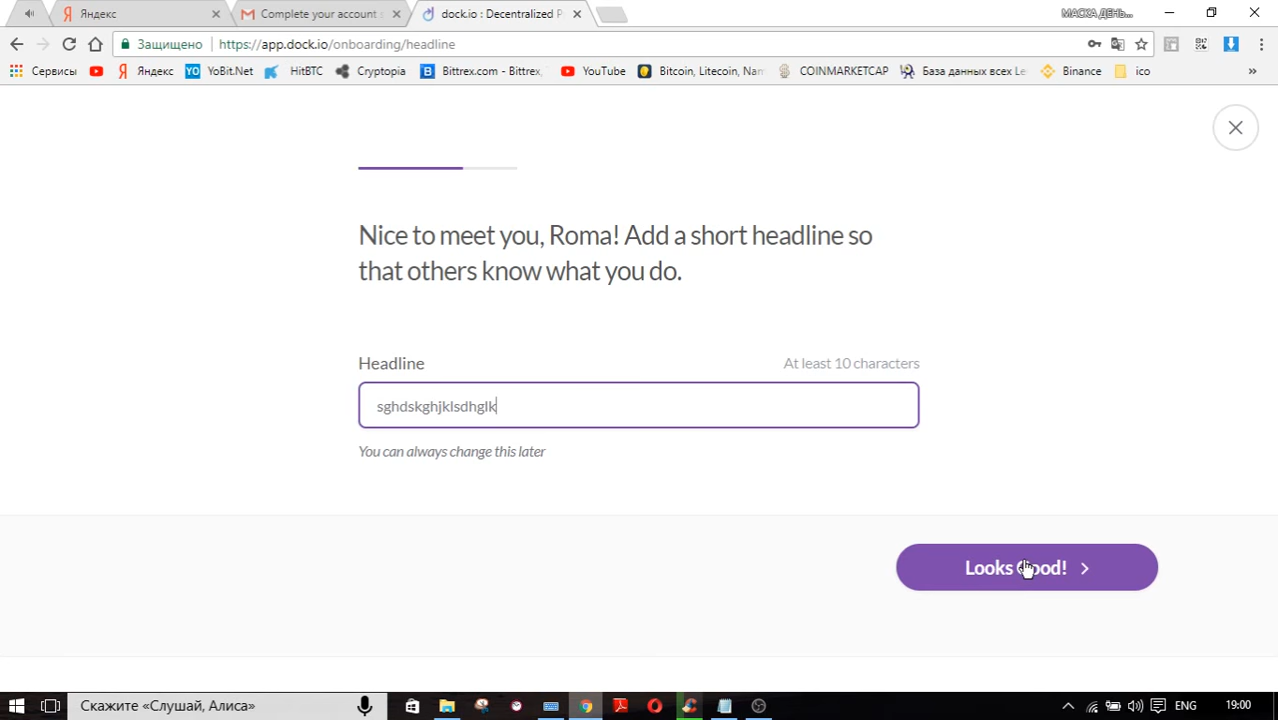 Яндекс
Complete your account s
dock.io : Decentralized P
МАСКА ДЕНЬ...
Защищено
https://app.dock.io/onboarding/headline
Сервисы
Яндекс
YO
YoBit.Net
HitBTC
Cryptopia
B
Bittrex.com - Bittrex,
YouTube
Bitcoin, Litecoin, Nam
COINMARKETCAP
База данных всех Le
Binance
ico
»
Nice to meet you, Roma! Add a short headline so
that others know what you do.
Headline
At least 10 characters
sghdskghjklsdhglk
You can always change this later
Looks Good!
Скажите «Слушай, Алиса»
ENG
19:00